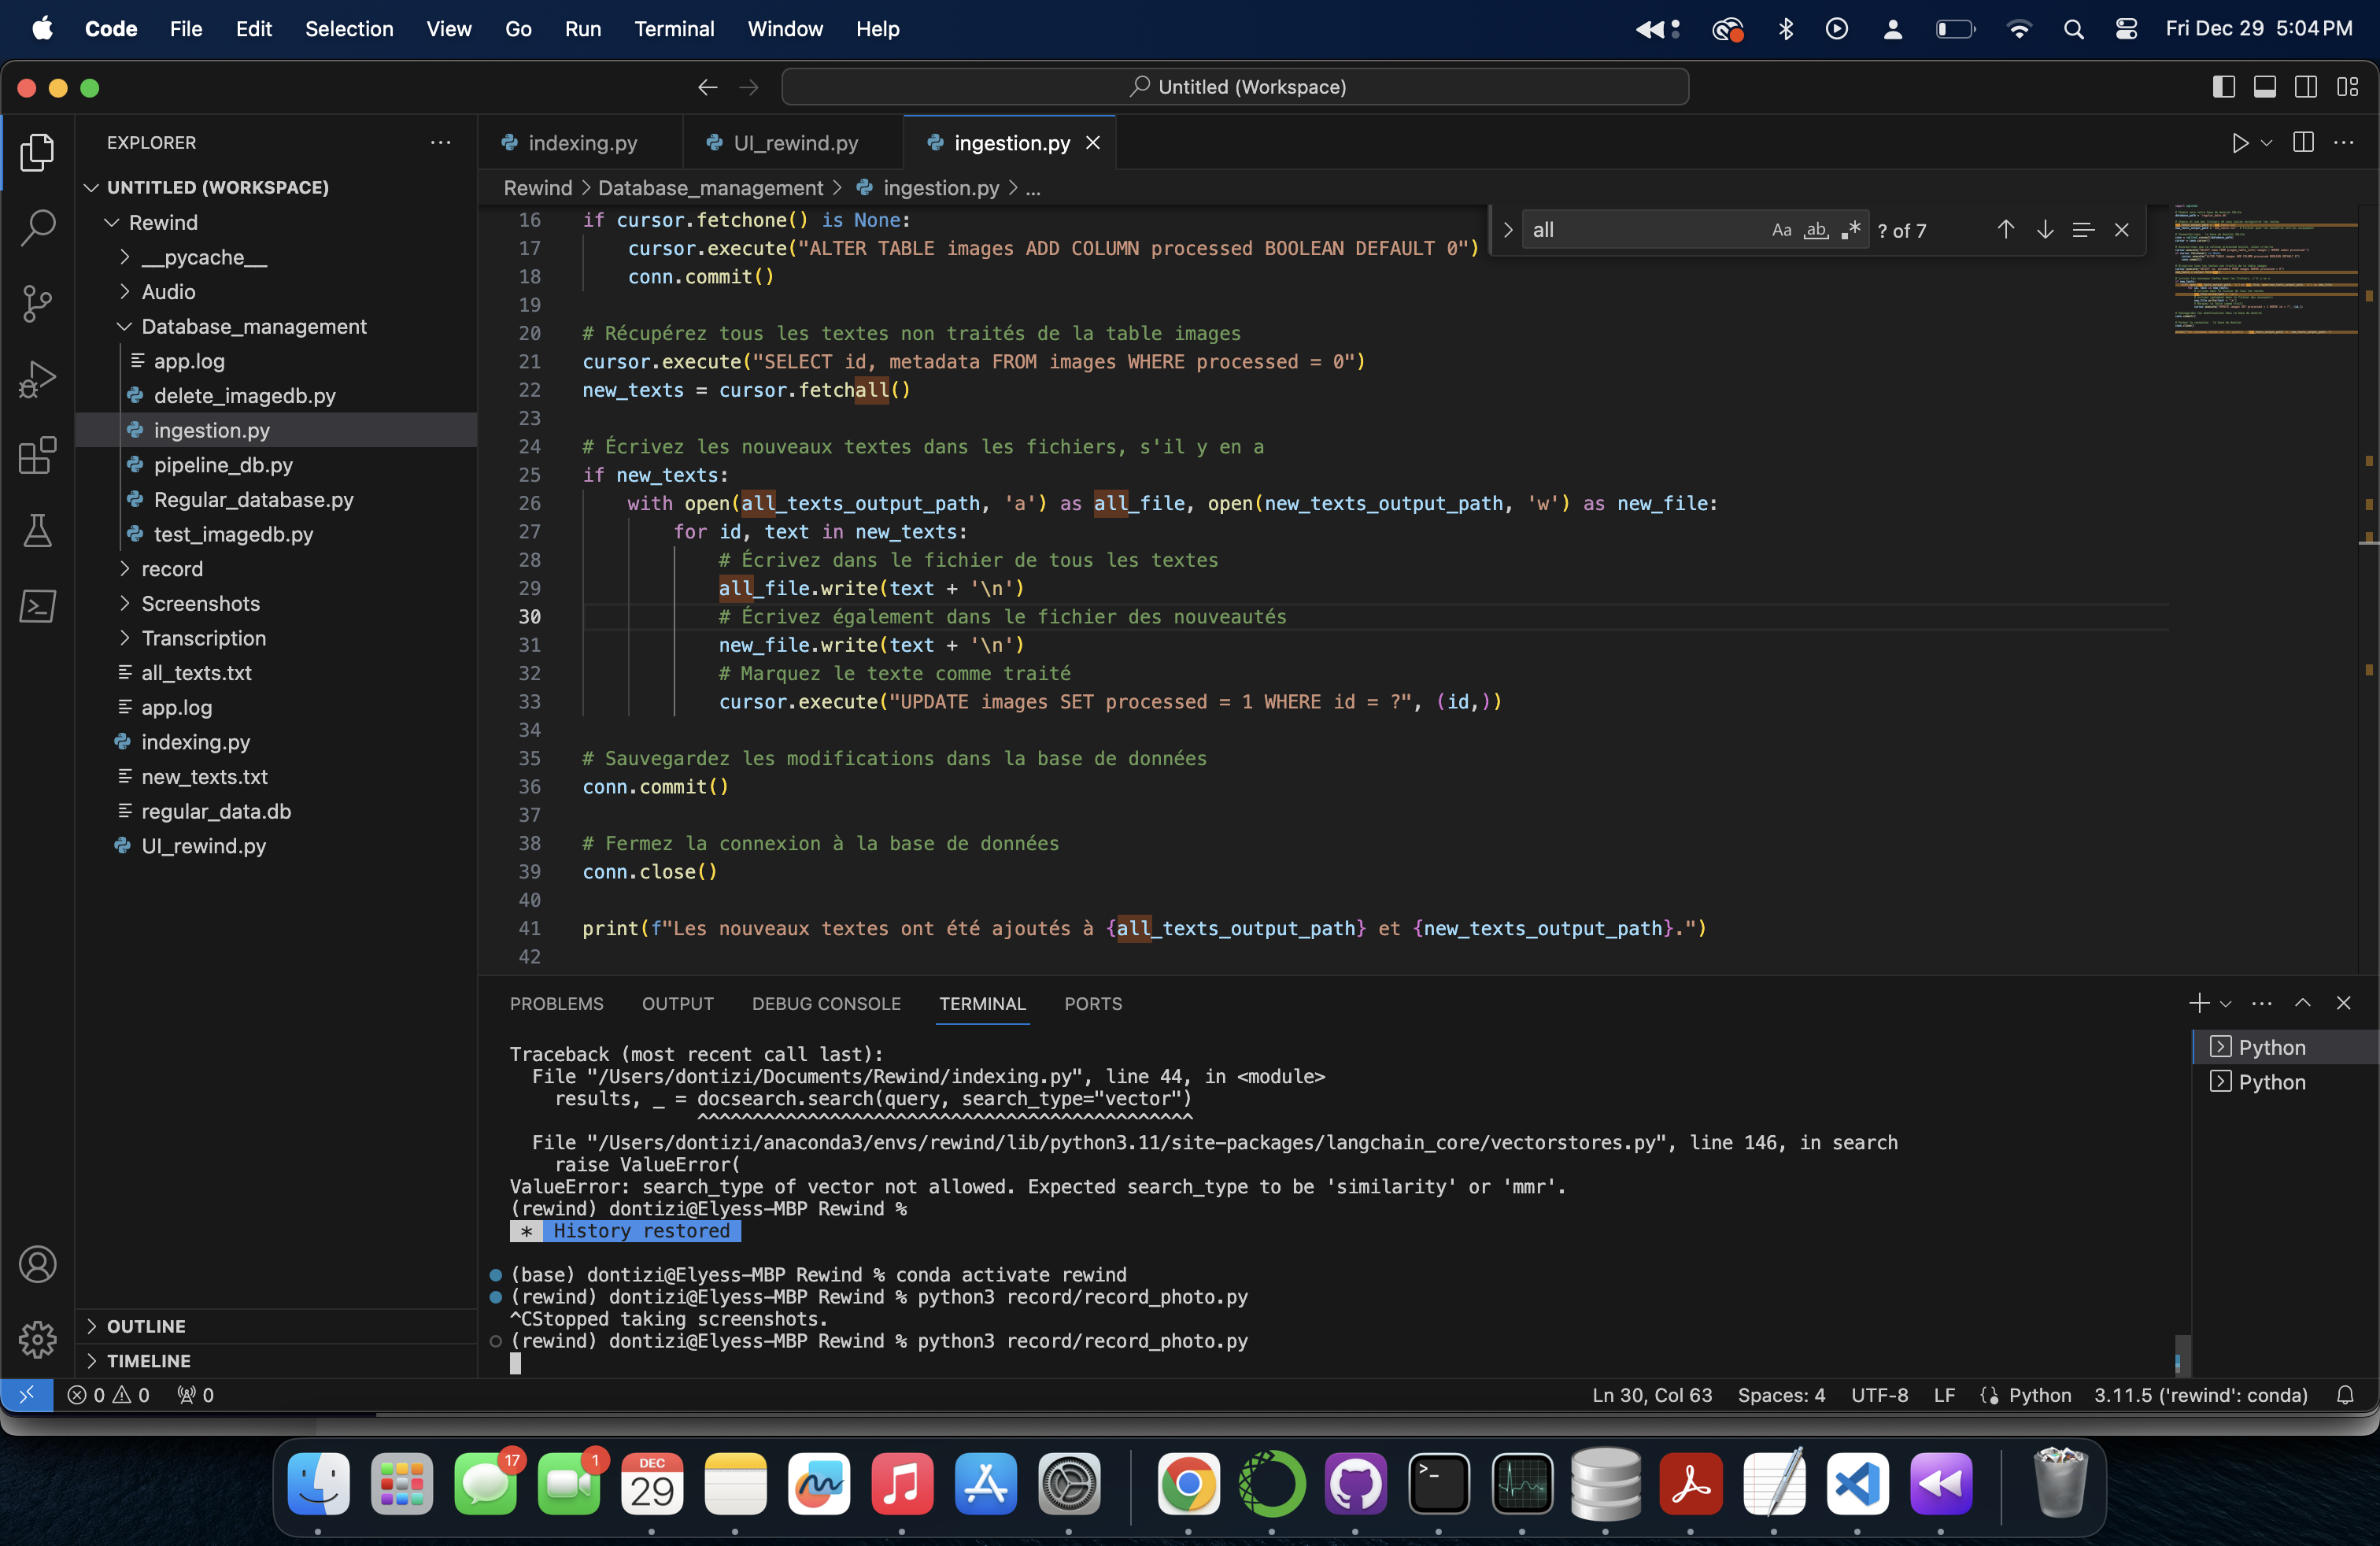 Code File Edit Selection View Go Run Terminal Window Help
Fri Dec 29 5:04 PM
Untitled (Workspace)
EXPLORER
UNTITLED (WORKSPACE)
Rewind
__pycache__
Audio
Database_management
app.log
delete_imagedb.py
ingestion.py
pipeline_db.py
Regular_database.py
test_imagedb.py
record
Screenshots
Transcription
all_texts.txt
app.log
indexing.py
new_texts.txt
regular_data.db
UI_rewind.py
OUTLINE
TIMELINE
indexing.py
UI_rewind.py
ingestion.py
Rewind > Database_management > ingestion.py > ...
all
Aa ab .*
? of 7
16 if cursor.fetchone() is None:
17 cursor.execute("ALTER TABLE images ADD COLUMN processed BOOLEAN DEFAULT 0")
18 conn.commit()
19
20 # Récupérez tous les textes non traités de la table images
21 cursor.execute("SELECT id, metadata FROM images WHERE processed = 0")
22 new_texts = cursor.fetchall()
23
24 # Écrivez les nouveaux textes dans les fichiers, s'il y en a
25 if new_texts:
26 with open(all_texts_output_path, 'a') as all_file, open(new_texts_output_path, 'w') as new_file:
27 for id, text in new_texts:
28 # Écrivez dans le fichier de tous les textes
29 all_file.write(text + '\n')
30 # Écrivez également dans le fichier des nouveautés
31 new_file.write(text + '\n')
32 # Marquez le texte comme traité
33 cursor.execute("UPDATE images SET processed = 1 WHERE id = ?", (id,))
34
35 # Sauvegardez les modifications dans la base de données
36 conn.commit()
37
38 # Fermez la connexion à la base de données
39 conn.close()
40
41 print(f"Les nouveaux textes ont été ajoutés à {all_texts_output_path} et {new_texts_output_path}.")
42
PROBLEMS OUTPUT DEBUG CONSOLE TERMINAL PORTS
Traceback (most recent call last):
File "/Users/dontizi/Documents/Rewind/indexing.py", line 44, in <module>
results, _ = docsearch.search(query, search_type="vector")
^^^^^^^^^^^^^^^^^^^^^^^^^^^^^^^^^^^^^^^^^^^^^
File "/Users/dontizi/anaconda3/envs/rewind/lib/python3.11/site-packages/langchain_core/vectorstores.py", line 146, in search
raise ValueError(
ValueError: search_type of vector not allowed. Expected search_type to be 'similarity' or 'mmr'.
(rewind) dontizi@Elyess-MBP Rewind %
* History restored
(base) dontizi@Elyess-MBP Rewind % conda activate rewind
(rewind) dontizi@Elyess-MBP Rewind % python3 record/record_photo.py
^CStopped taking screenshots.
(rewind) dontizi@Elyess-MBP Rewind % python3 record/record_photo.py
Python
Python
0 0 0
Ln 30, Col 63 Spaces: 4 UTF-8 LF Python 3.11.5 ('rewind': conda)
17
1
DEC
29